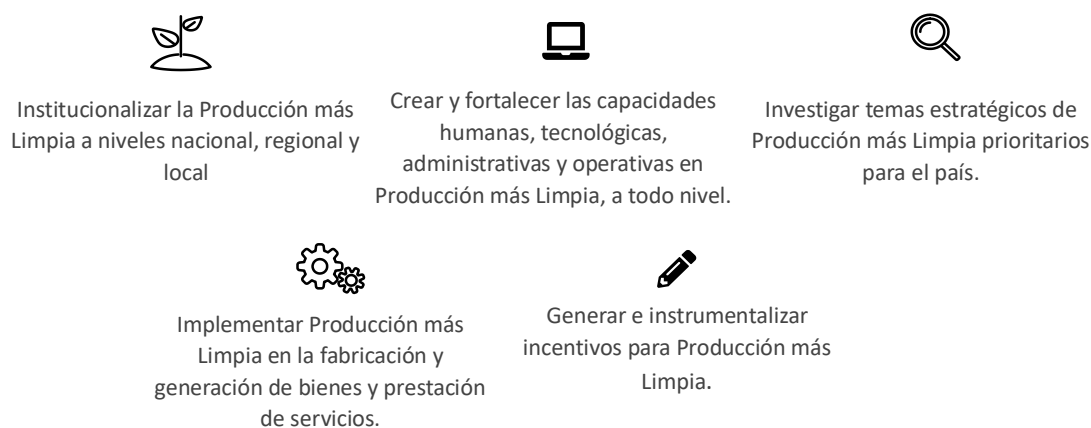 Institucionalizar la Producción más
Limpia a niveles nacional, regional y
local
Crear y fortalecer las capacidades
humanas, tecnológicas,
administrativas y operativas en
Producción más Limpia, a todo nivel.
Investigar temas estratégicos de
Producción más Limpia prioritarios
para el país.
Implementar Producción más
Limpia en la fabricación y
generación de bienes y prestación
de servicios.
Generar e instrumentalizar
incentivos para Producción más
Limpia.